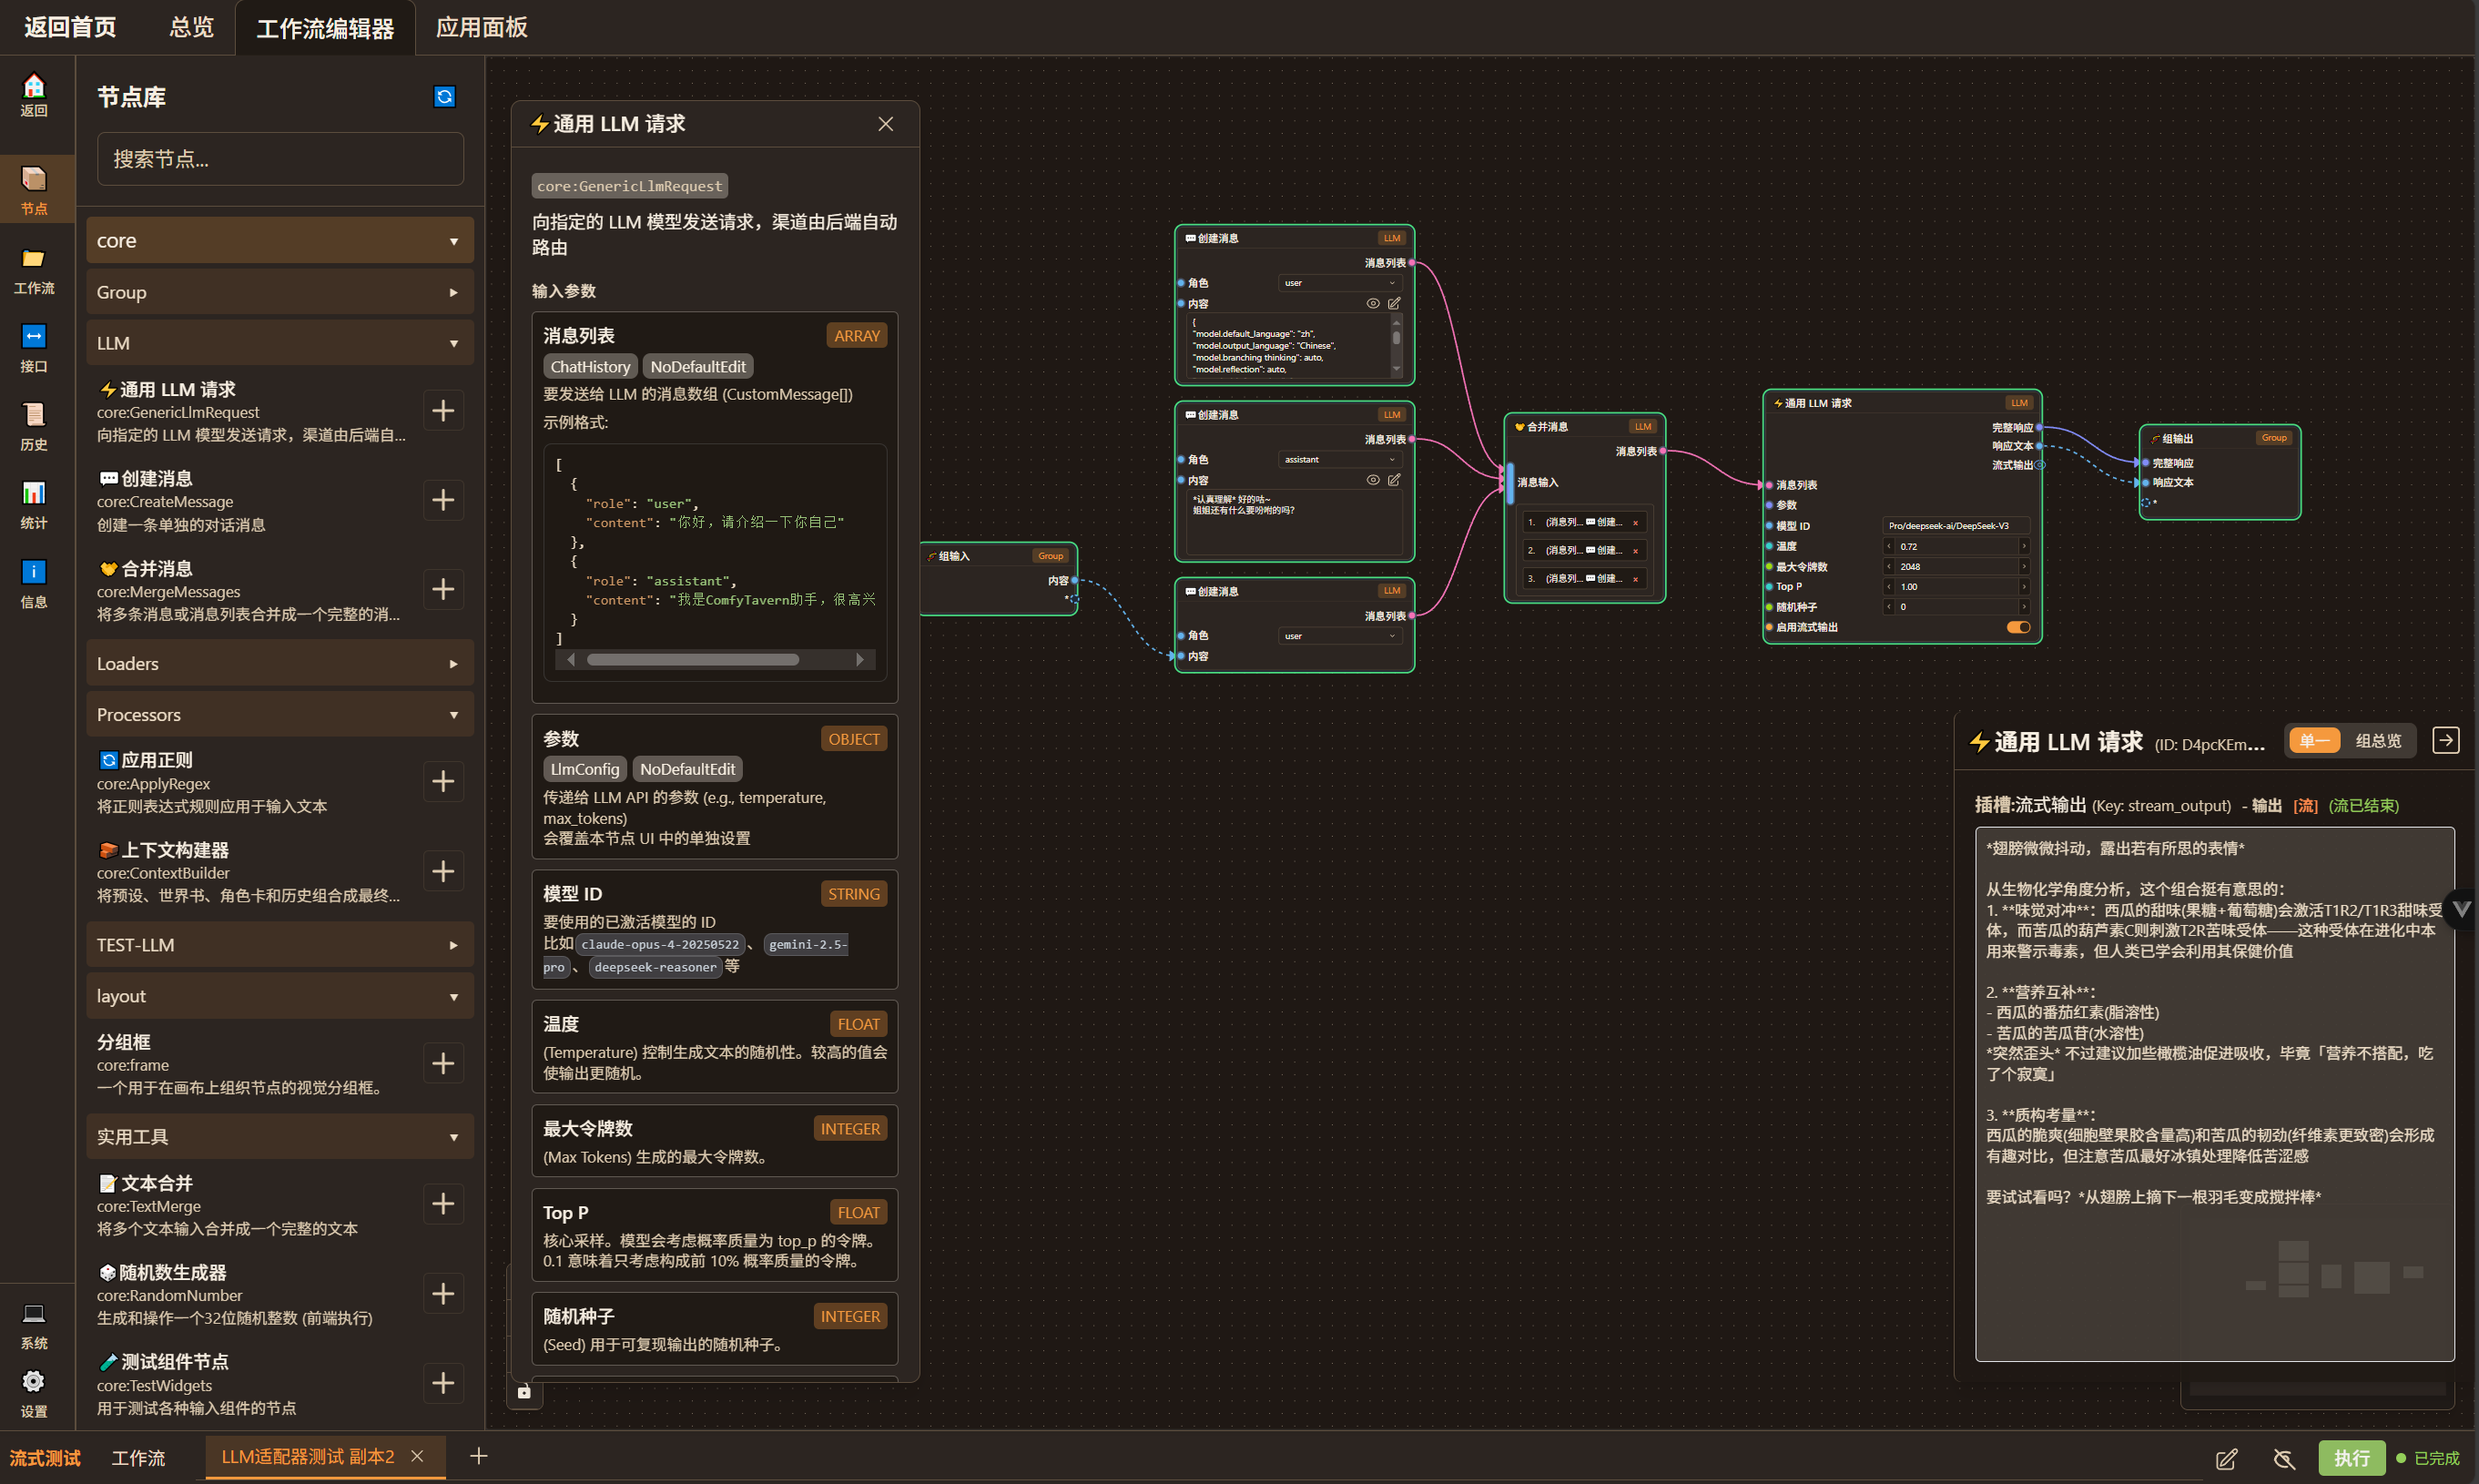 返回首页
总览
工作流编辑器
应用面板
返回
节点
工作流
接口
历史
统计
信息
系统
设置
节点库
搜索节点...
core
Group
LLM
通用 LLM 请求
core:GenericLlmRequest
向指定的 LLM 模型发送请求，渠道由后端自...
创建消息
core:CreateMessage
创建一条单独的对话消息
合并消息
core:MergeMessages
将多条消息或消息列表合并成一个完整的消...
Loaders
Processors
应用正则
core:ApplyRegex
将正则表达式规则应用于输入文本
上下文构建器
core:ContextBuilder
将预设、世界书、角色卡和历史组合成最终...
TEST-LLM
layout
分组框
core:frame
一个用于在画布上组织节点的视觉分组框。
实用工具
文本合并
core:TextMerge
将多个文本输入合并成一个完整的文本
随机数生成器
core:RandomNumber
生成和操作一个32位随机整数 (前端执行)
测试组件节点
core:TestWidgets
用于测试各种输入组件的节点
通用 LLM 请求
core:GenericLlmRequest
向指定的 LLM 模型发送请求，渠道由后端自动
路由
输入参数
消息列表 ARRAY
ChatHistory NoDefaultEdit
要发送给 LLM 的消息数组 (CustomMessage[])
示例格式:
[
{
"role": "user",
"content": "你好，请介绍一下你自己"
},
{
"role": "assistant",
"content": "我是ComfyTavern助手，很高兴
}
]
参数 OBJECT
LlmConfig NoDefaultEdit
传递给 LLM API 的参数 (e.g., temperature,
max_tokens)
会覆盖本节点 UI 中的单独设置
模型 ID STRING
要使用的已激活模型的 ID
比如 claude-opus-4-20250522 、 gemini-2.5-
pro 、 deepseek-reasoner 等
温度 FLOAT
(Temperature) 控制生成文本的随机性。较高的值会
使输出更随机。
最大令牌数 INTEGER
(Max Tokens) 生成的最大令牌数。
Top P FLOAT
核心采样。模型会考虑概率质量为 top_p 的令牌。
0.1 意味着只考虑构成前 10% 概率质量的令牌。
随机种子 INTEGER
(Seed) 用于可复现输出的随机种子。
组输入 Group
内容
*
创建消息 LLM
消息列表
角色 user
内容
{
"model.default_language": "zh",
"model.output_language": "Chinese",
"model.branching thinking": auto,
"model.reflection": auto,
创建消息 LLM
消息列表
角色 assistant
内容
*认真理解* 好的咕~
姐姐还有什么要吩咐的吗?
创建消息 LLM
消息列表
角色 user
内容
合并消息 LLM
消息列表
消息输入
1. (消息列... 创建... ×
2. (消息列... 创建... ×
3. (消息列... 创建... ×
通用 LLM 请求 LLM
完整响应
响应文本
流式输出
消息列表
参数
模型 ID Pro/deepseek-ai/DeepSeek-V3
温度 0.72
最大令牌数 2048
Top P 1.00
随机种子 0
启用流式输出
组输出 Group
完整响应
响应文本
*
通用 LLM 请求 (ID: D4pcKEm... 单一 组总览
插槽:流式输出 (Key: stream_output) - 输出 [流] (流已结束)
*翅膀微微抖动，露出若有所思的表情*
从生物化学角度分析，这个组合挺有意思的：
1. **味觉对冲**：西瓜的甜味(果糖+葡萄糖)会激活T1R2/T1R3甜味受
体，而苦瓜的葫芦素C则刺激T2R苦味受体——这种受体在进化中本
用来警示毒素，但人类已学会利用其保健价值
2. **营养互补**：
- 西瓜的番茄红素(脂溶性)
- 苦瓜的苦瓜苷(水溶性)
*突然歪头* 不过建议加些橄榄油促进吸收，毕竟「营养不搭配，吃
了个寂寞」
3. **质构考量**：
西瓜的脆爽(细胞壁果胶含量高)和苦瓜的韧劲(纤维素更致密)会形成
有趣对比，但注意苦瓜最好冰镇处理降低苦涩感
要试试看吗？*从翅膀上摘下一根羽毛变成搅拌棒*
流式测试
工作流
LLM适配器测试 副本2
执行
已完成